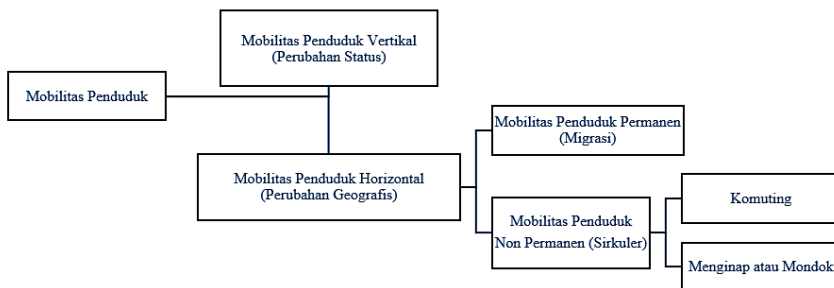 Mobilitas Penduduk Vertikal
(Perubahan Status)
Mobilitas Penduduk
Mobilitas Penduduk Horizontal
(Perubahan Geografis)
Mobilitas Penduduk Permanen
(Migrasi)
Mobilitas Penduduk
Non Permanen (Sirkuler)
Komuting
Menginap atau Mondok